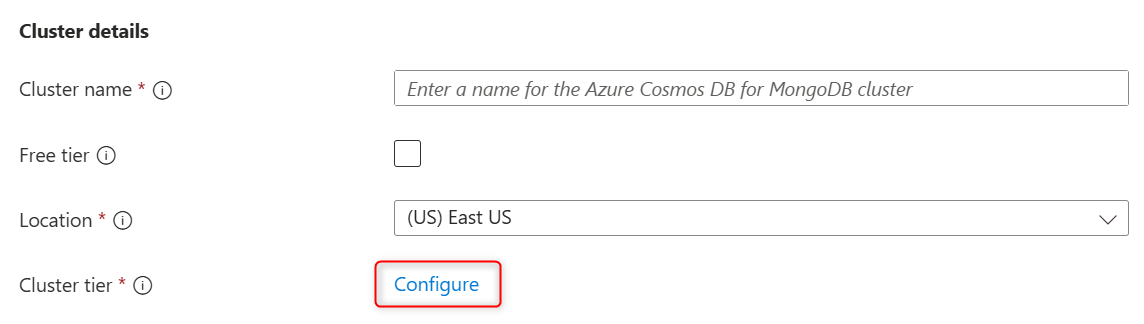 Cluster details
Cluster name * Enter a name for the Azure Cosmos DB for MongoDB cluster
Free tier
Location * (US) East US
Cluster tier * Configure